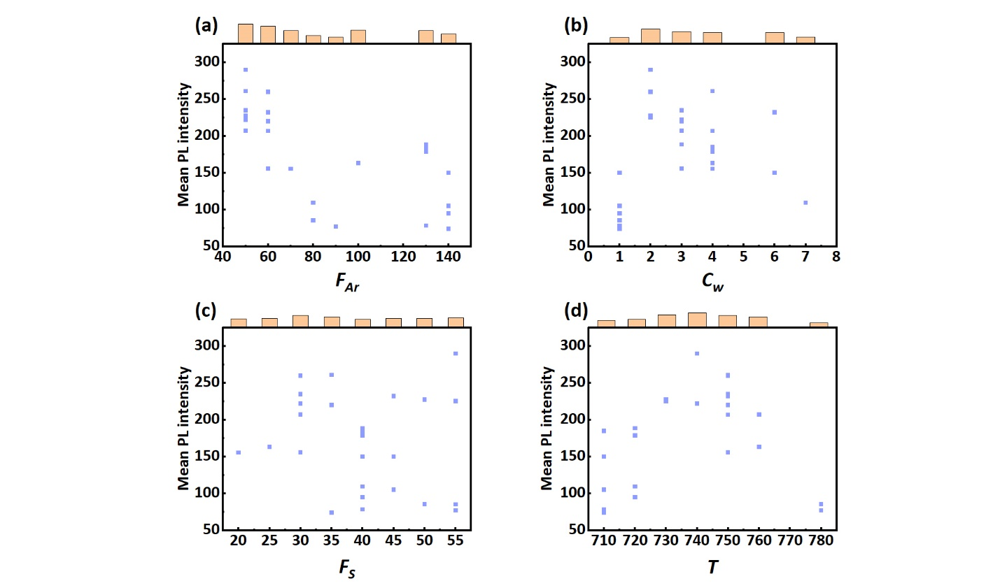 (a)
300
250
200
150
100
50
Mean PL intensity
40 60 80 100 120 140
F_Ar
(b)
300
250
200
150
100
50
Mean PL intensity
0 1 2 3 4 5 6 7 8
C_w
(c)
300
250
200
150
100
50
Mean PL intensity
20 25 30 35 40 45 50 55
F_S
(d)
300
250
200
150
100
50
Mean PL intensity
710 720 730 740 750 760 770 780
T